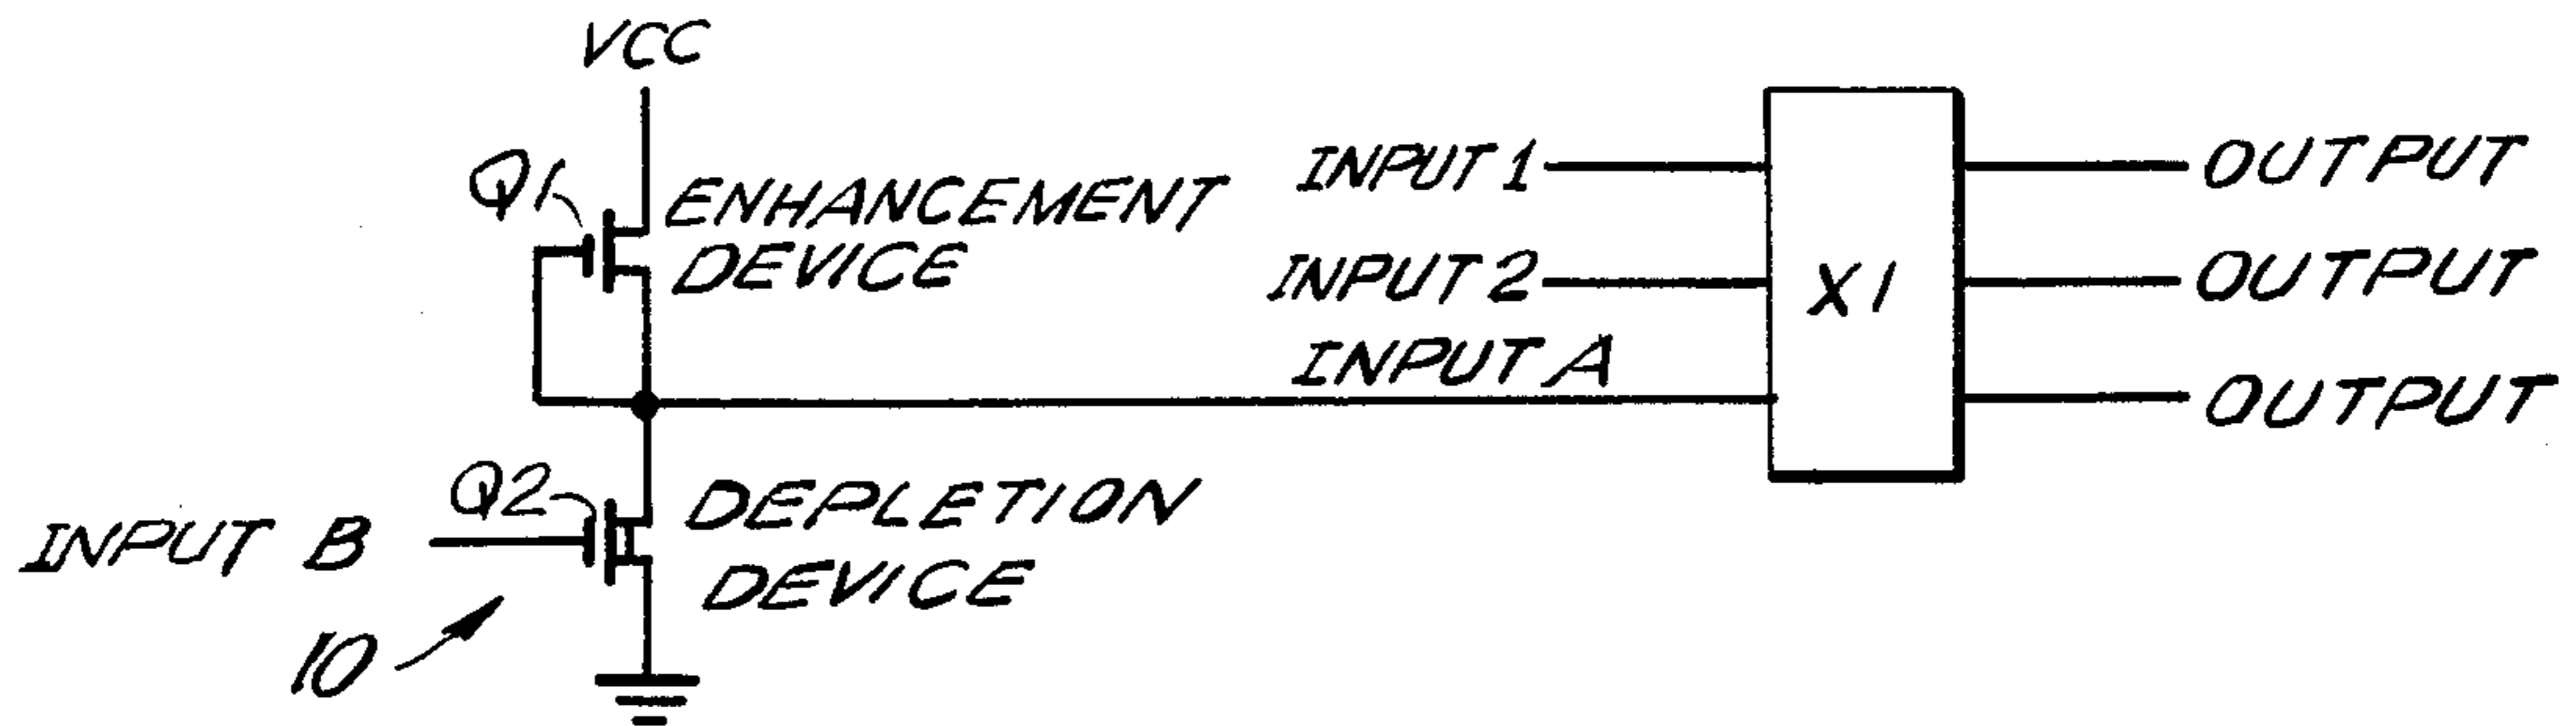 VCC
Q1
ENHANCEMENT
DEVICE
INPUT 1
INPUT 2
INPUT A
X1
OUTPUT
OUTPUT
OUTPUT
Q2
DEPLETION
DEVICE
INPUT B
10